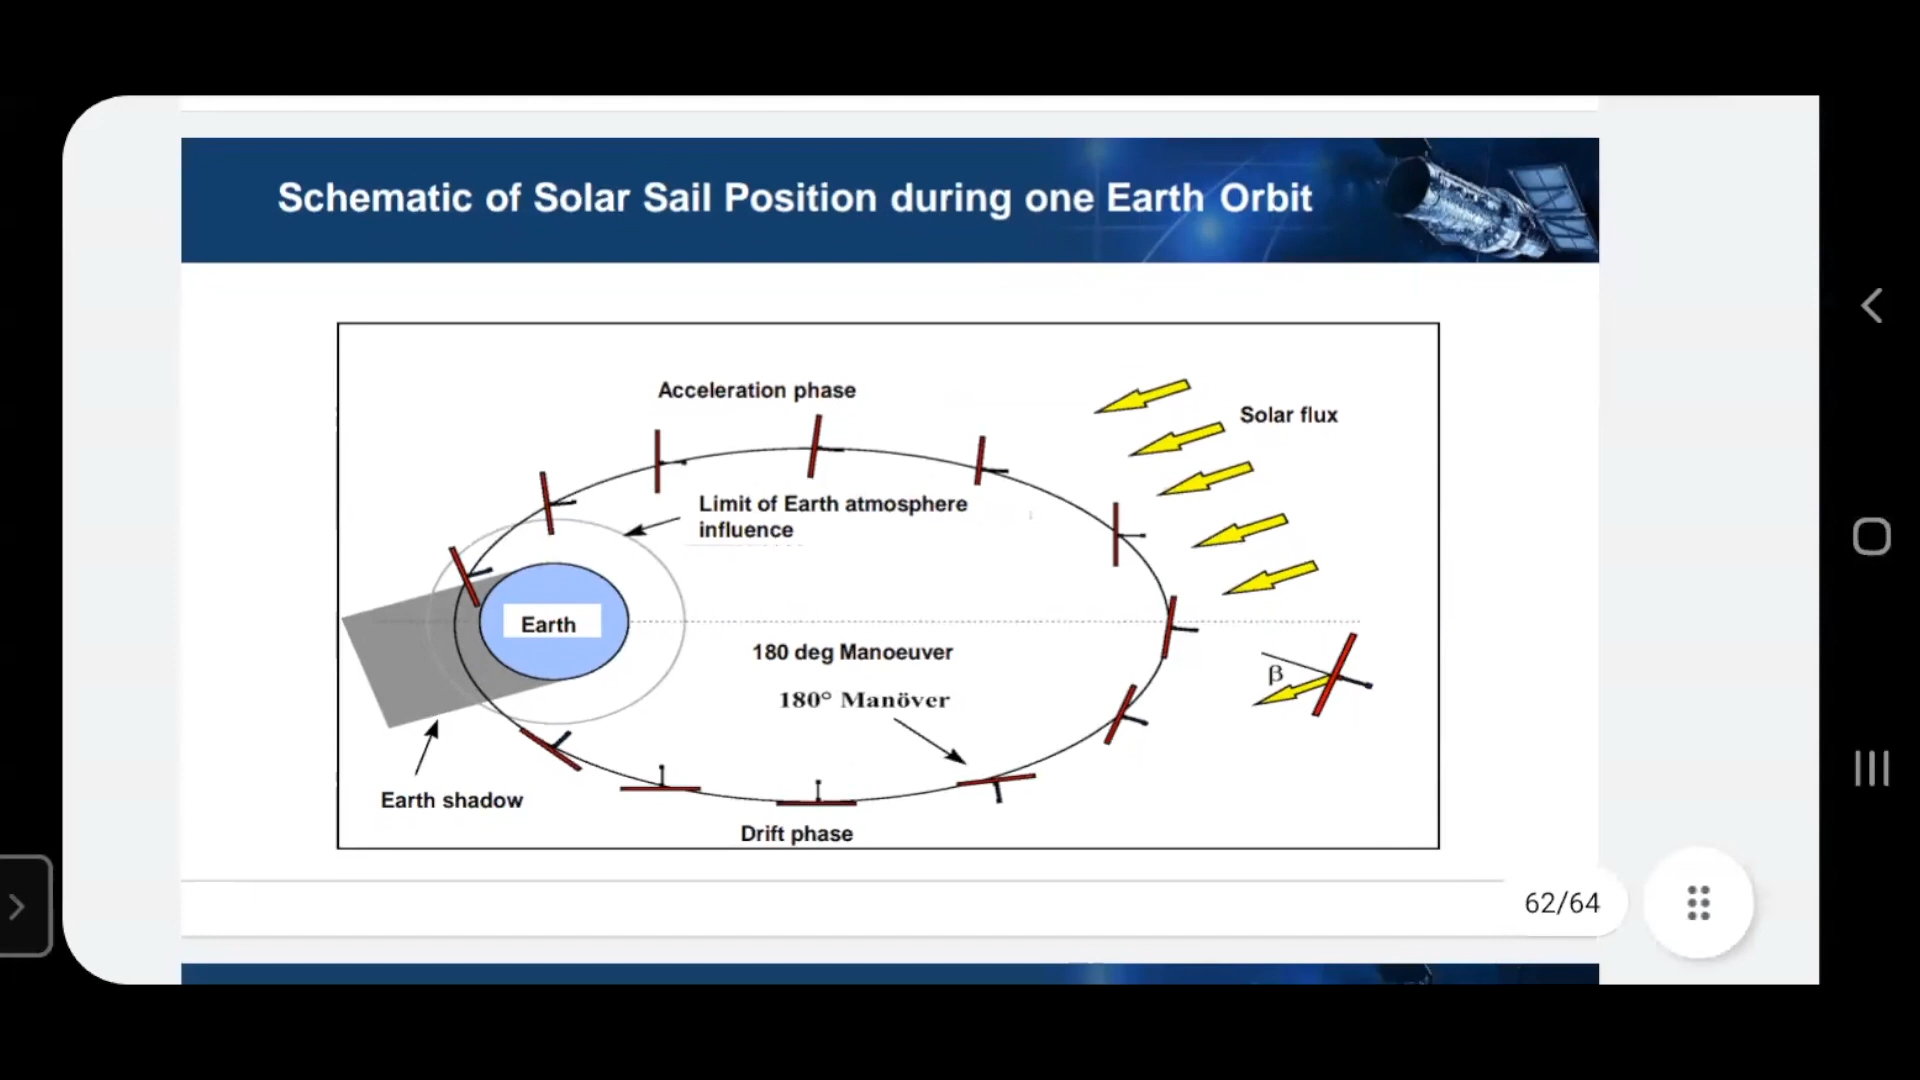 Schematic of Solar Sail Position during one Earth Orbit
Acceleration phase
Solar flux
Limit of Earth atmosphere
influence
Earth
180 deg Manoeuver
180° Manöver
β
Earth shadow
Drift phase
62/64